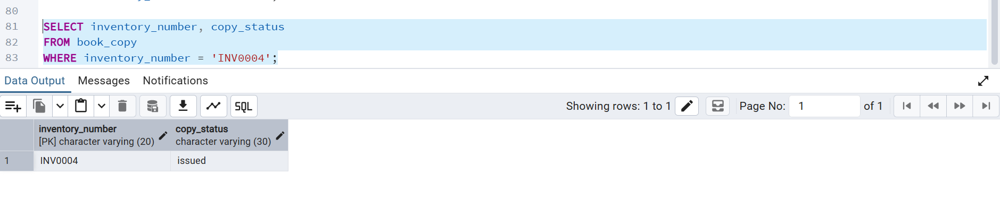 80
81 SELECT inventory_number, copy_status
82 FROM book_copy
83 WHERE inventory_number = 'INV0004';
Data Output Messages Notifications
SQL Showing rows: 1 to 1 Page No: 1 of 1
inventory_number copy_status
[PK] character varying (20) character varying (30)
1 INV0004 issued